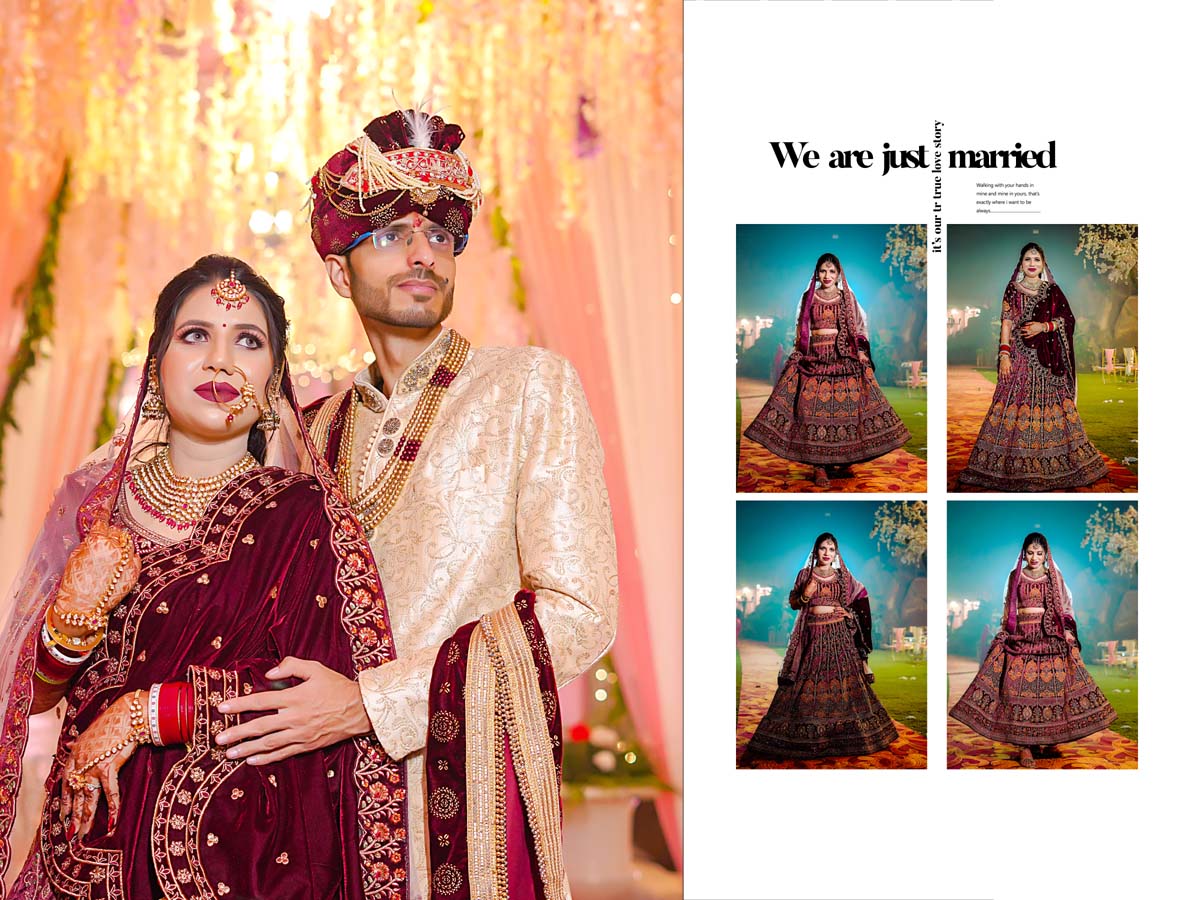 We are just married
it's our tr true love story
Walking with your hands in
mine and mine in yours, that's
exactly where i want to be
always